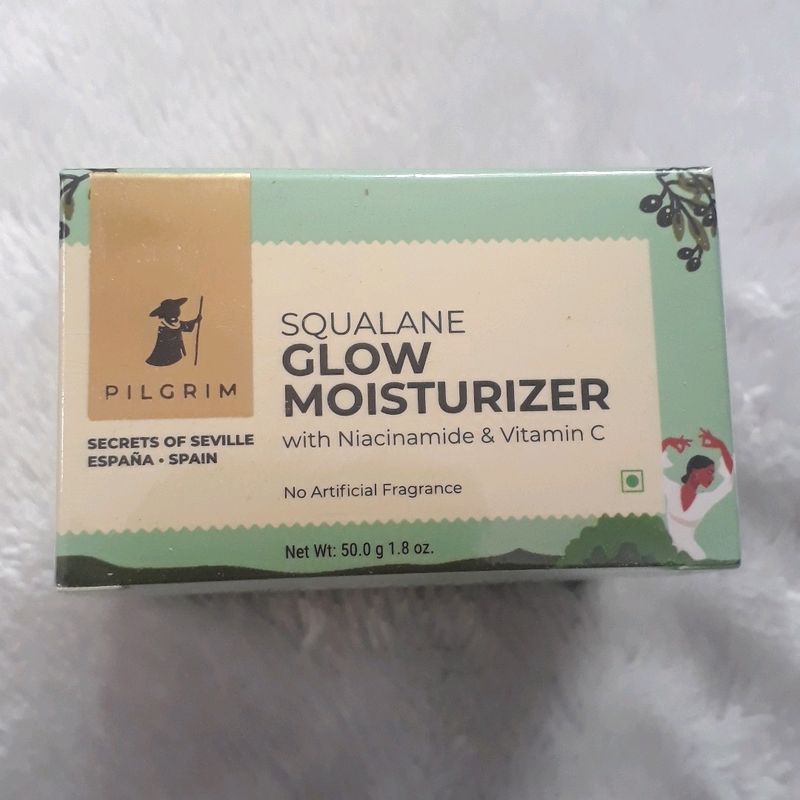 PILGRIM
SECRETS OF SEVILLE
ESPAÑA • SPAIN
SQUALANE
GLOW
MOISTURIZER
with Niacinamide & Vitamin C
No Artificial Fragrance
Net Wt: 50.0 g 1.8 oz.